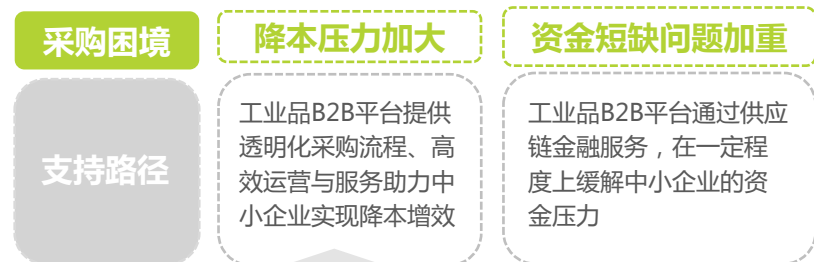 采购困境
降本压力加大
资金短缺问题加重
支持路径
工业品B2B平台提供
透明化采购流程、高
效运营与服务助力中
小企业实现降本增效
工业品B2B平台通过供应
链金融服务，在一定程
度上缓解中小企业的资
金压力